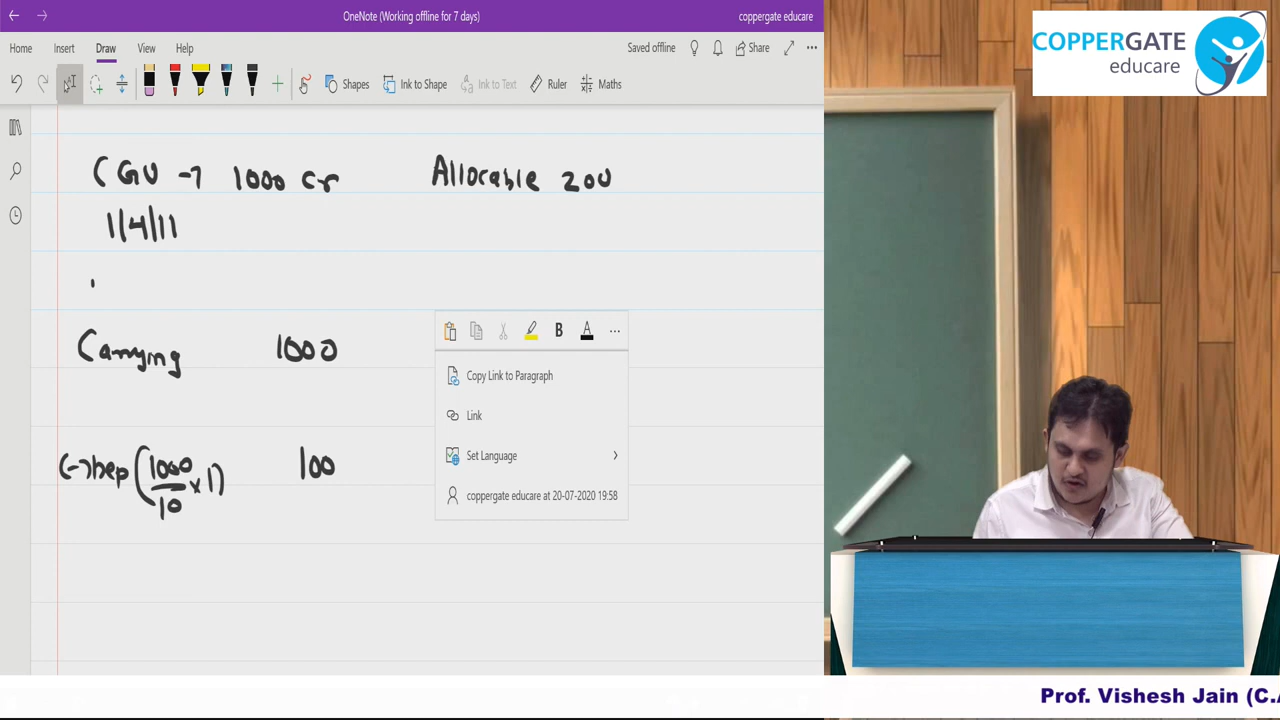 OneNote (Working offline for 7 days)
coppergate educare
Home Insert Draw View Help
Saved offline Share
Shapes Ink to Shape Ink to Text Ruler Maths
COPPERGATE
educare
CGU → 1000 cr Allocable 200
1/4/11
Carrying 1000
B A
Copy Link to Paragraph
Link
Set Language
coppergate educare at 20-07-2020 19:58
(-) Dep (1000/10 × 1) 100
Prof. Vishesh Jain (C.A